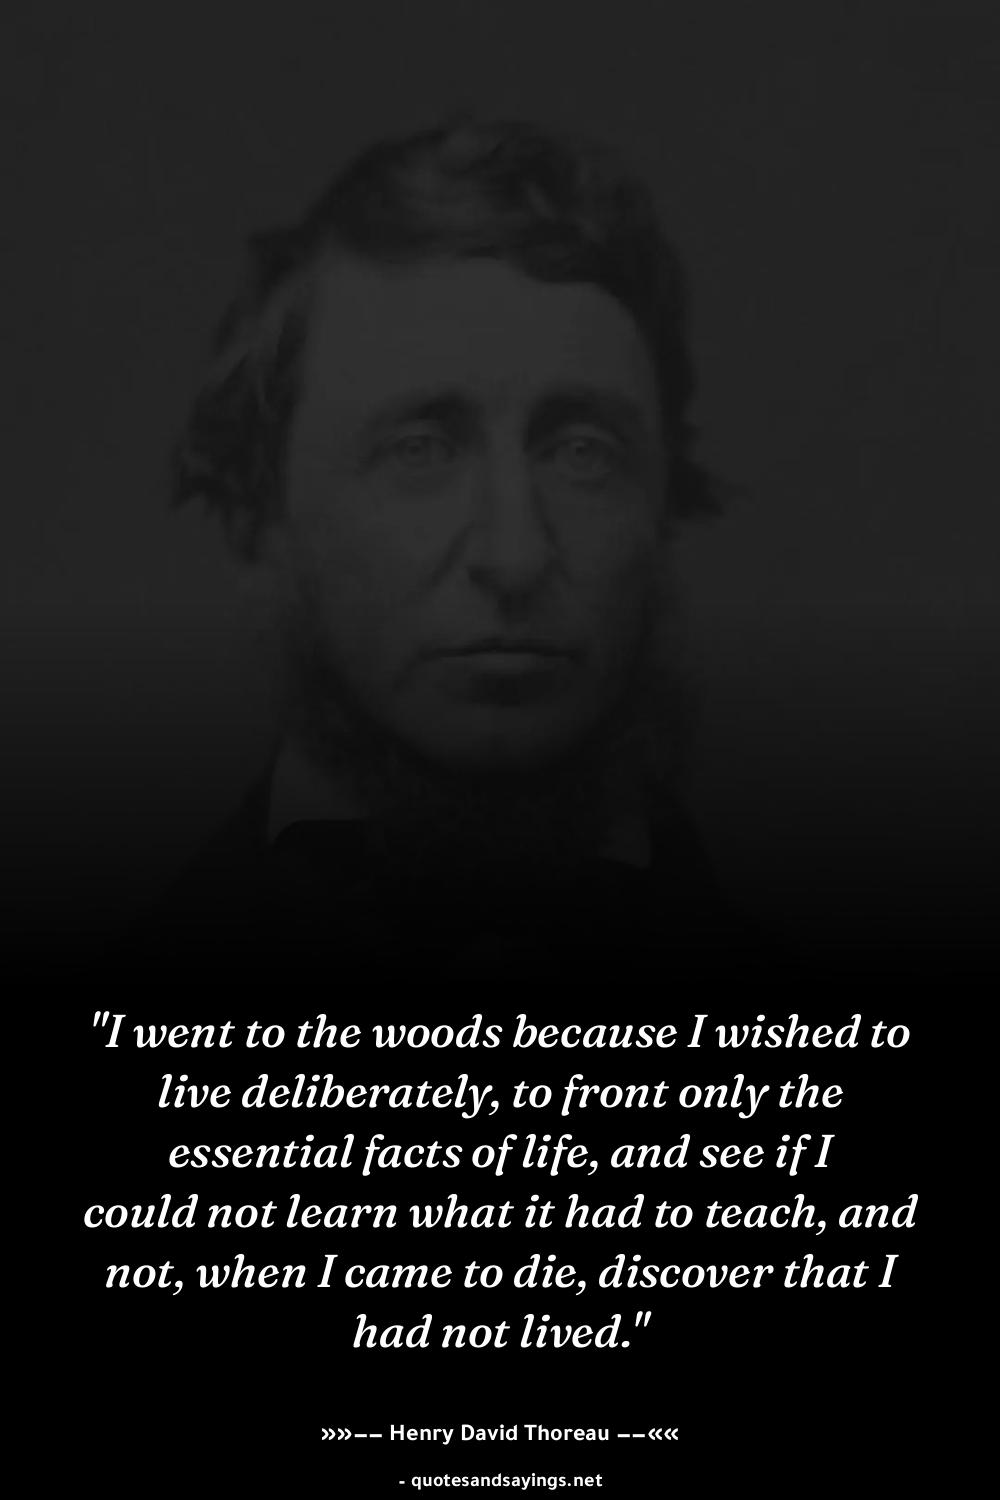 "I went to the woods because I wished to
live deliberately, to front only the
essential facts of life, and see if I
could not learn what it had to teach, and
not, when I came to die, discover that I
had not lived."
»»–– Henry David Thoreau ––««
- quotesandsayings.net